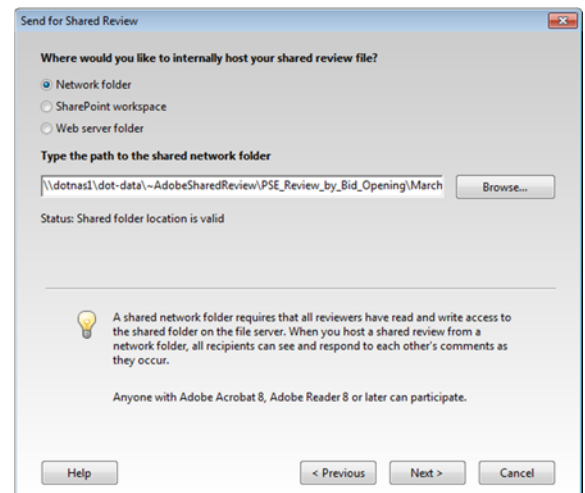 Send for Shared Review
Where would you like to internally host your shared review file?
Network folder
SharePoint workspace
Web server folder
Type the path to the shared network folder
\\dotnas1\dot-data\~AdobeSharedReview\PSE_Review_by_Bid_Opening\March
Browse...
Status: Shared folder location is valid
A shared network folder requires that all reviewers have read and write access to
the shared folder on the file server. When you host a shared review from a
network folder, all recipients can see and respond to each other's comments as
they occur.
Anyone with Adobe Acrobat 8, Adobe Reader 8 or later can participate.
Help
< Previous
Next >
Cancel